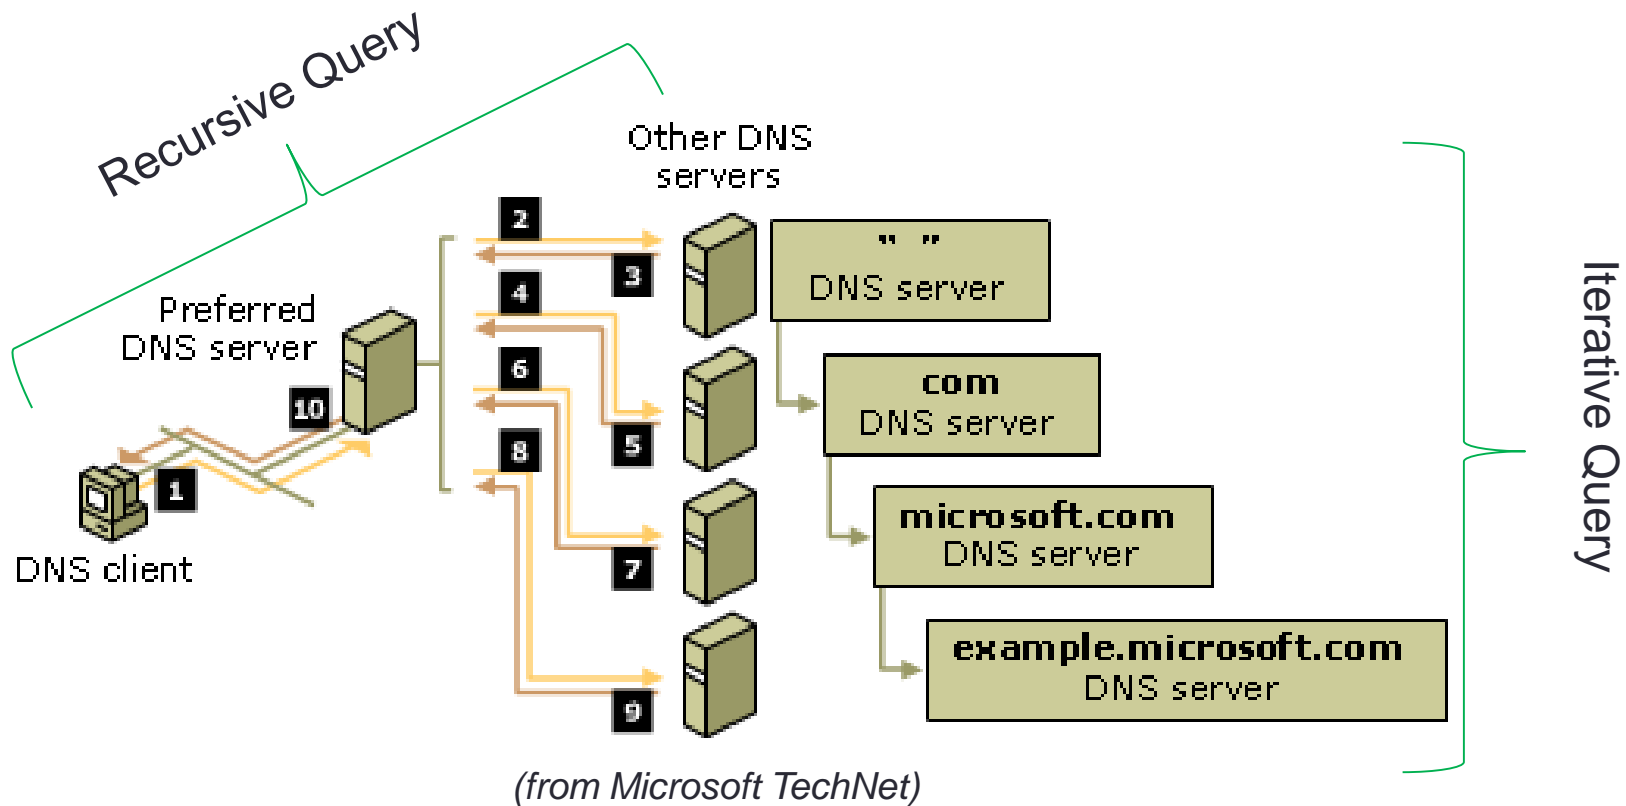 Recursive Query
Other DNS
servers
Preferred
DNS server
DNS client
1
2
3
4
5
6
7
8
9
10
" "
DNS server
com
DNS server
microsoft.com
DNS server
example.microsoft.com
DNS server
Iterative Query
(from Microsoft TechNet)